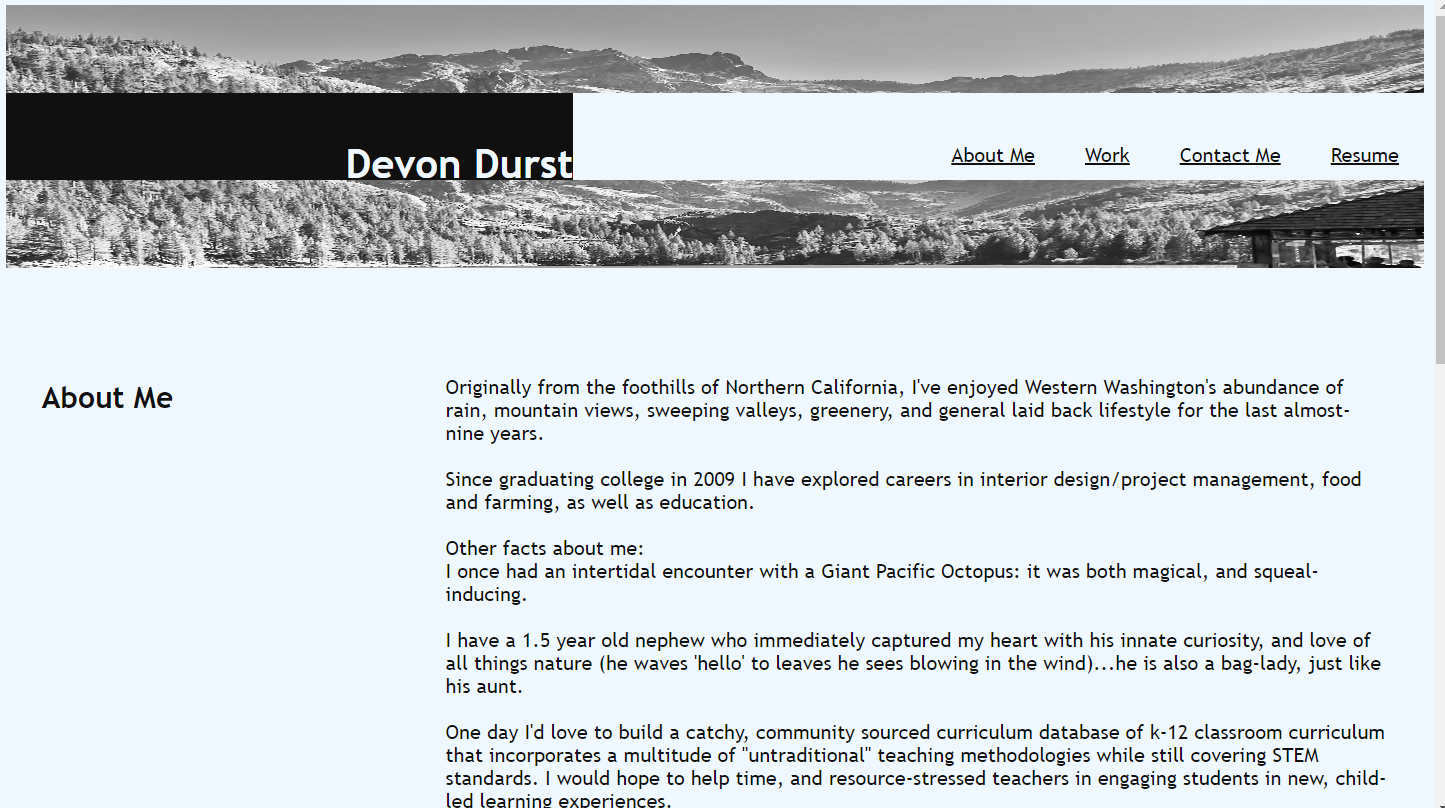 Devon Durst
About Me Work Contact Me Resume
About Me
Originally from the foothills of Northern California, I've enjoyed Western Washington's abundance of
rain, mountain views, sweeping valleys, greenery, and general laid back lifestyle for the last almost-
nine years.
Since graduating college in 2009 I have explored careers in interior design/project management, food
and farming, as well as education.
Other facts about me:
I once had an intertidal encounter with a Giant Pacific Octopus: it was both magical, and squeal-
inducing.
I have a 1.5 year old nephew who immediately captured my heart with his innate curiosity, and love of
all things nature (he waves 'hello' to leaves he sees blowing in the wind)...he is also a bag-lady, just like
his aunt.
One day I'd love to build a catchy, community sourced curriculum database of k-12 classroom curriculum
that incorporates a multitude of "untraditional" teaching methodologies while still covering STEM
standards. I would hope to help time, and resource-stressed teachers in engaging students in new, child-
led learning experiences.